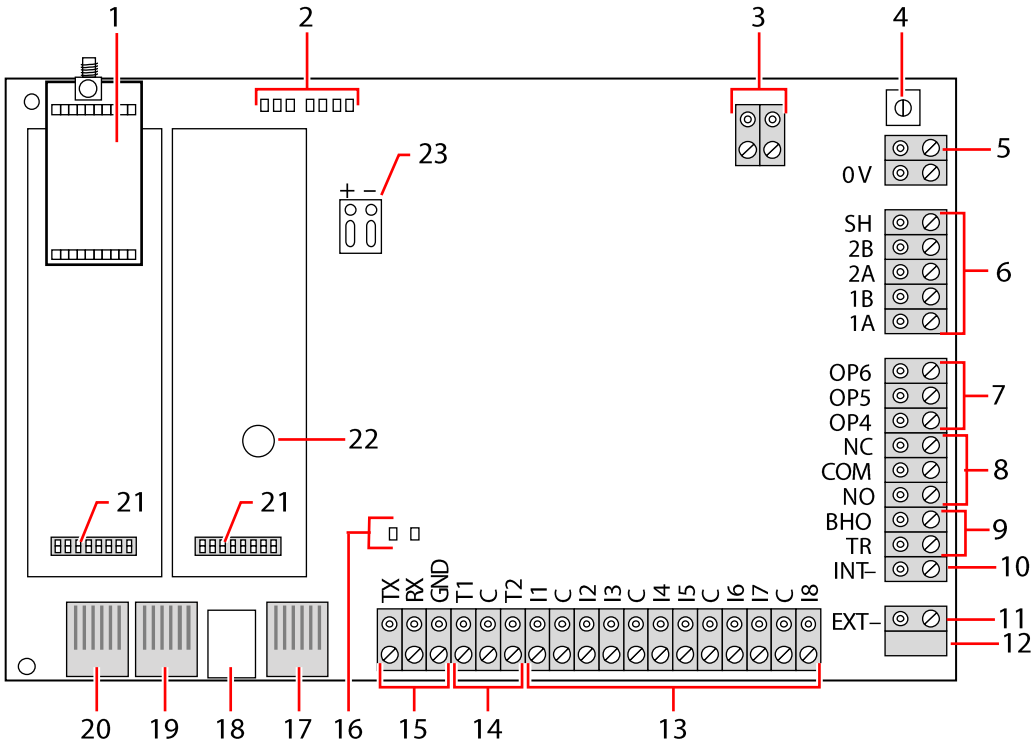 1 2 3 4
23
+ −
5
0V
SH
2B
2A 6
1B
1A
OP6
OP5 7
OP4
22 NC
COM 8
NO
21 21 BHO
TR 9
INT− 10
TX RX GND T1 C T2 I1 C I2 I3 C I4 I5 C I6 I7 C I8
EXT− 11
12
20 19 18 17 16 15 14 13